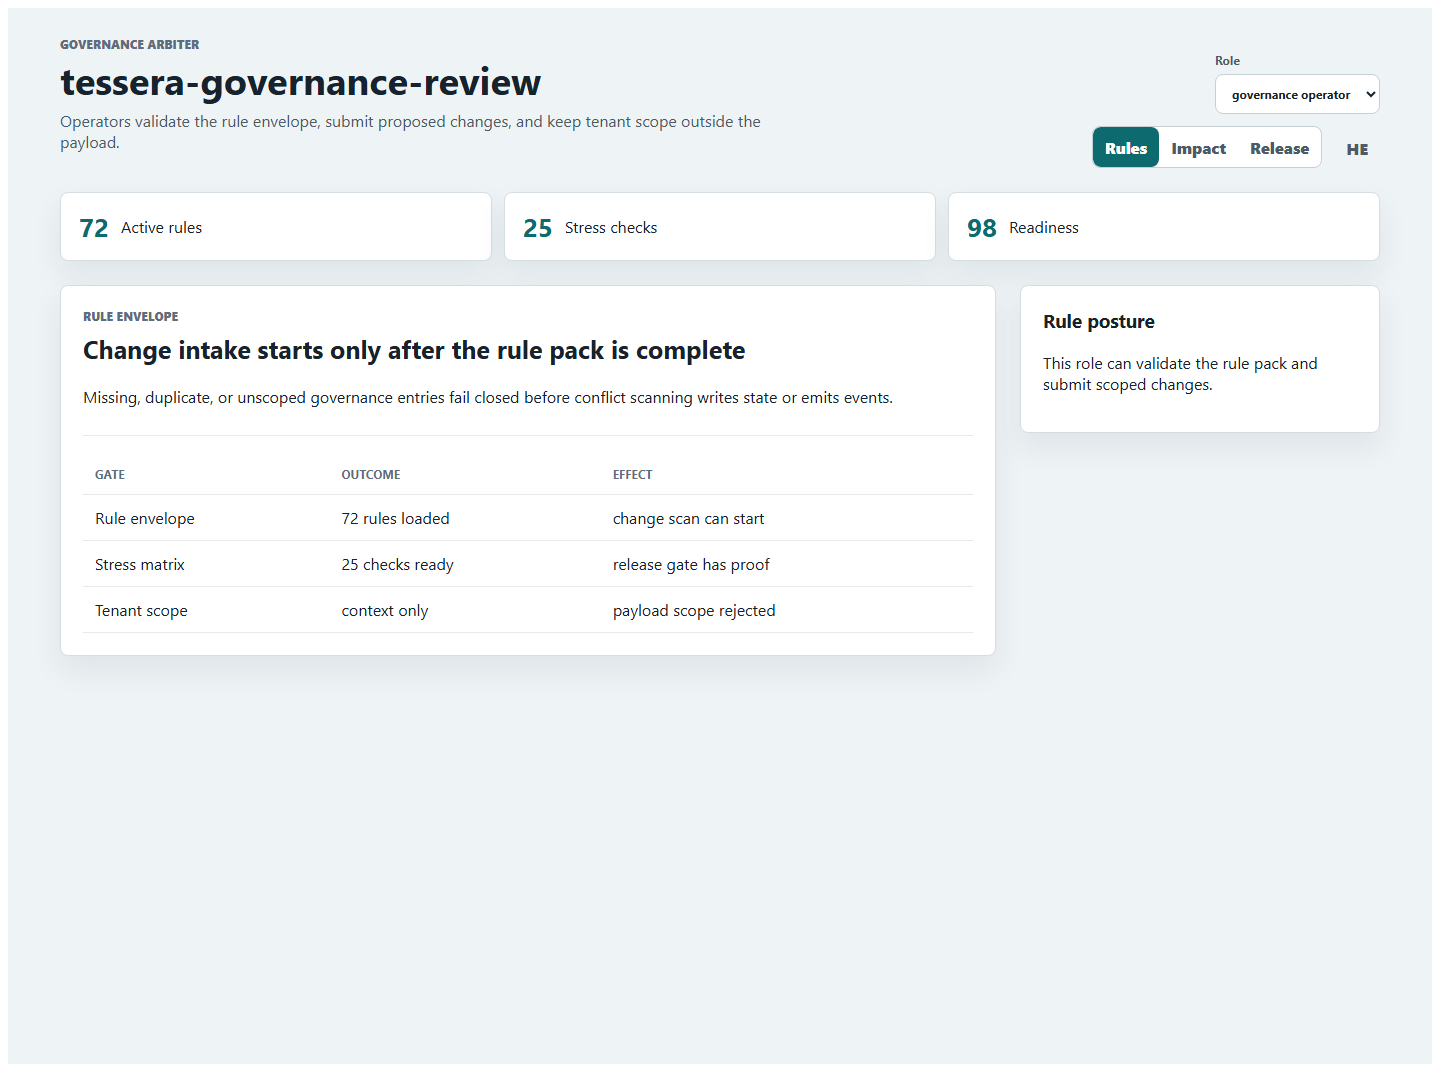 GOVERNANCE ARBITER
tessera-governance-review
Operators validate the rule envelope, submit proposed changes, and keep tenant scope outside the
payload.
Role
governance operator
Rules
Impact
Release
HE
72 Active rules
25 Stress checks
98 Readiness
RULE ENVELOPE
Change intake starts only after the rule pack is complete
Missing, duplicate, or unscoped governance entries fail closed before conflict scanning writes state or emits events.
GATE OUTCOME EFFECT
Rule envelope 72 rules loaded change scan can start
Stress matrix 25 checks ready release gate has proof
Tenant scope context only payload scope rejected
Rule posture
This role can validate the rule pack and
submit scoped changes.